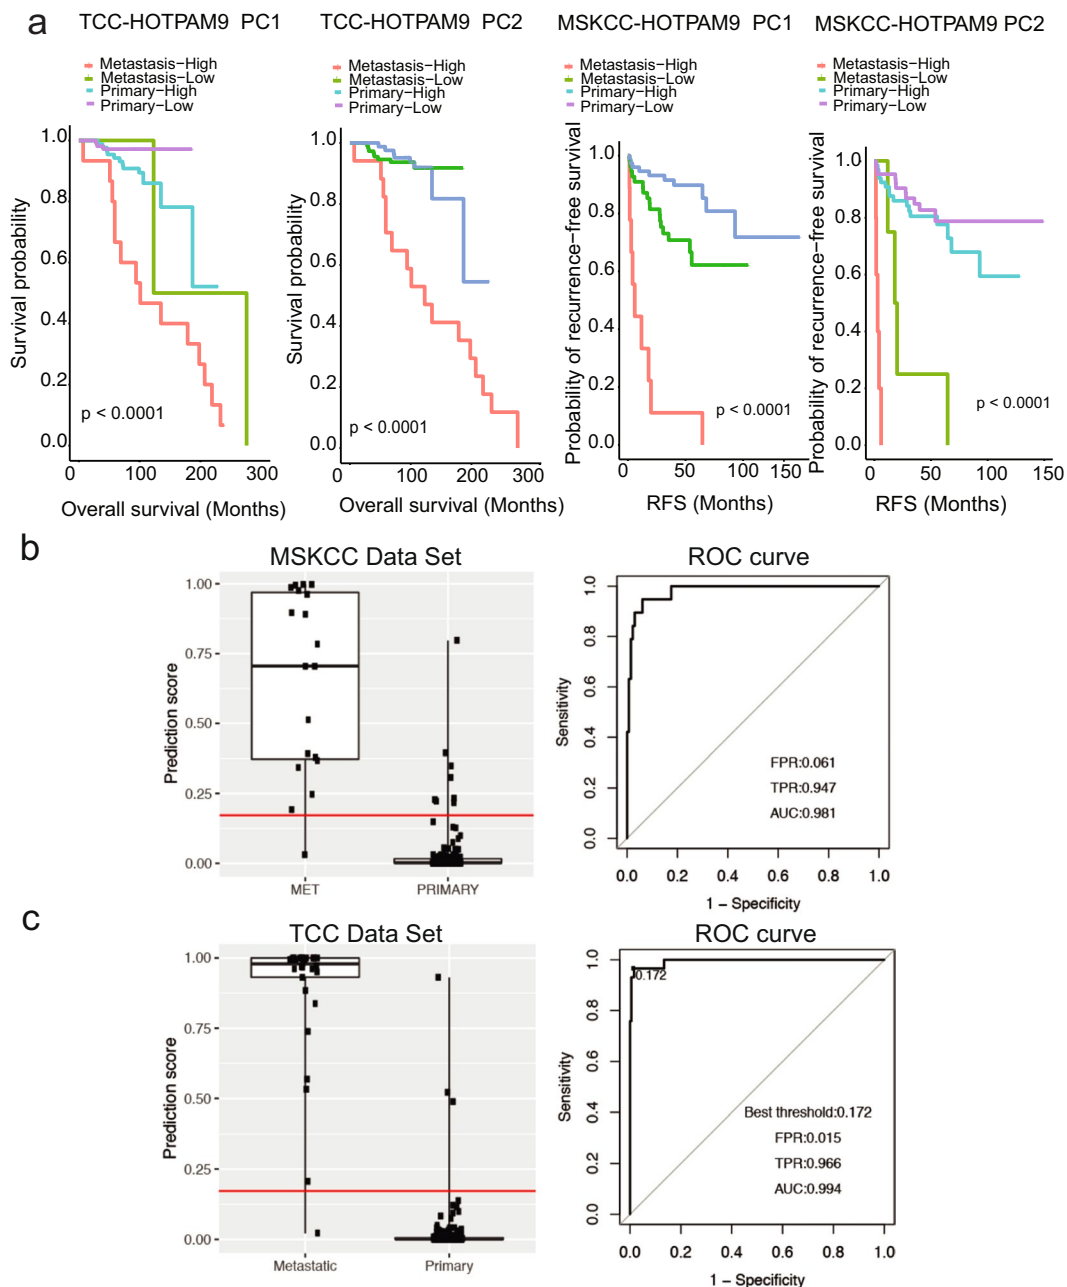 a
TCC-HOTPAM9 PC1
TCC-HOTPAM9 PC2
MSKCC-HOTPAM9 PC1
MSKCC-HOTPAM9 PC2
Metastasis-High
Metastasis-Low
Primary-High
Primary-Low
Metastasis-High
Metastasis-Low
Primary-High
Primary-Low
Metastasis-High
Metastasis-Low
Primary-High
Primary-Low
Metastasis-High
Metastasis-Low
Primary-High
Primary-Low
Survival probability
1.0
0.8
0.6
0.4
0.2
0.0
p < 0.0001
0 100 200 300
Overall survival (Months)
Survival probability
1.0
0.8
0.6
0.4
0.2
0.0
p < 0.0001
0 100 200 300
Overall survival (Months)
Probability of recurrence-free survival
1.0
0.8
0.6
0.4
0.2
0.0
p < 0.0001
0 50 100 150
RFS (Months)
Probability of recurrence-free survival
1.0
0.8
0.6
0.4
0.2
0.0
p < 0.0001
0 50 100 150
RFS (Months)
b
MSKCC Data Set
Prediction score
1.00
0.75
0.50
0.25
0.00
MET PRIMARY
ROC curve
Sensitivity
1.0
0.8
0.6
0.4
0.2
0.0
FPR:0.061
TPR:0.947
AUC:0.981
0.0 0.2 0.4 0.6 0.8 1.0
1 - Specificity
c
TCC Data Set
Prediction score
1.00
0.75
0.50
0.25
0.00
Metastatic Primary
ROC curve
Sensitivity
1.0
0.8
0.6
0.4
0.2
0.0
0.172
Best threshold:0.172
FPR:0.015
TPR:0.966
AUC:0.994
0.0 0.2 0.4 0.6 0.8 1.0
1 - Specificity